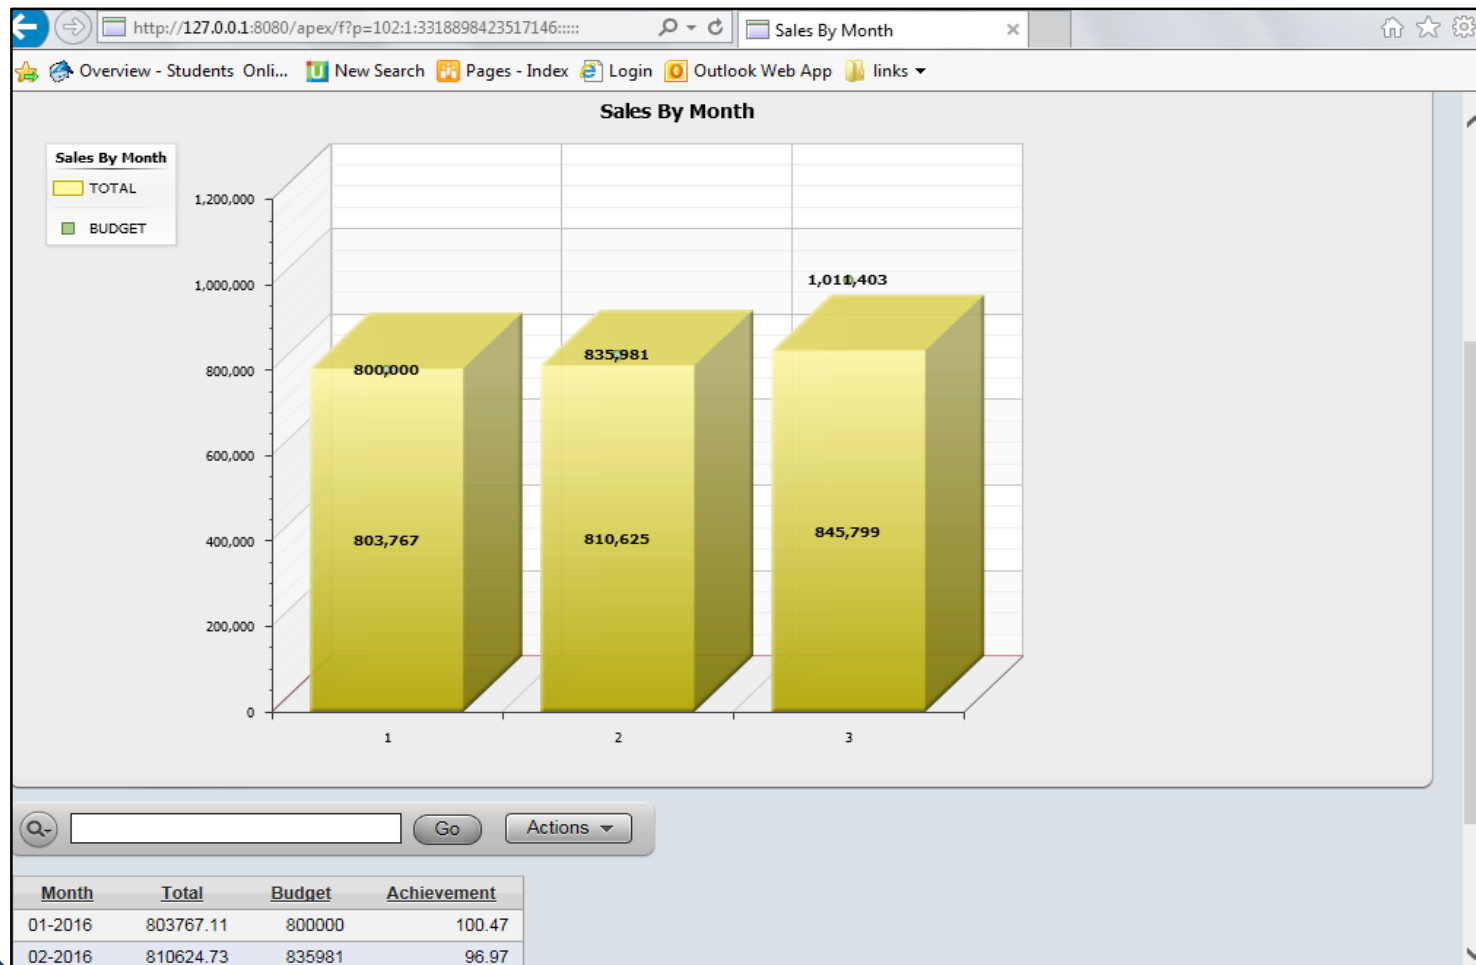 http://127.0.0.1:8080/apex/f?p=102:1:3318898423517146:::::
Sales By Month
Overview - Students Onli...
New Search
Pages - Index
Login
Outlook Web App
links
Sales By Month
Sales By Month
TOTAL
BUDGET
1,200,000
1,000,000
800,000
600,000
400,000
200,000
0
1,011,403
835,981
800,000
803,767
810,625
845,799
1 2 3
Go
Actions
Month Total Budget Achievement
01-2016 803767.11 800000 100.47
02-2016 810624.73 835981 96.97